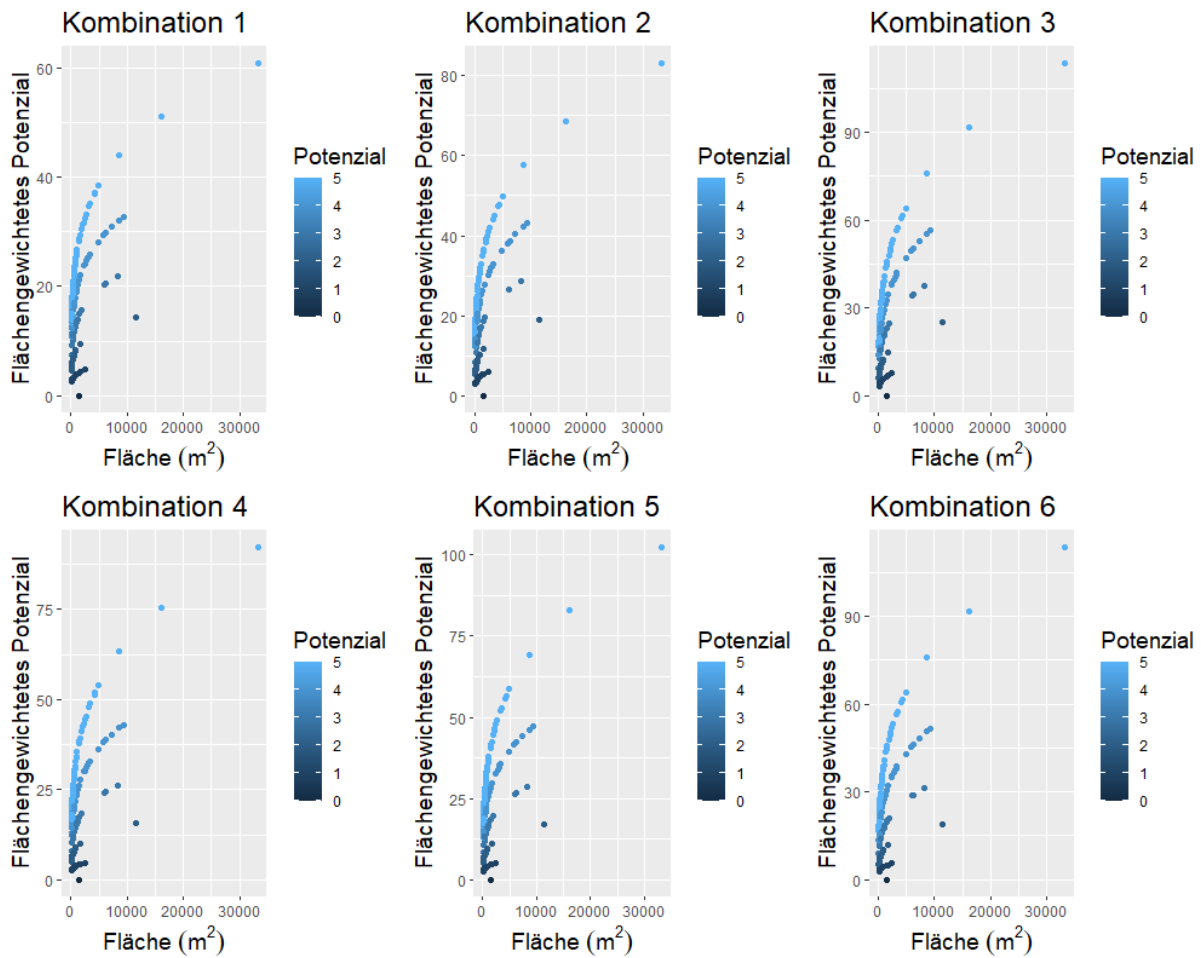 Kombination 1
Flächengewichtetes Potenzial
60
40
20
0
0 10000 20000 30000
Fläche (m²)
Potenzial
5
4
3
2
1
0
Kombination 2
Flächengewichtetes Potenzial
80
60
40
20
0
0 10000 20000 30000
Fläche (m²)
Potenzial
5
4
3
2
1
0
Kombination 3
Flächengewichtetes Potenzial
90
60
30
0
0 10000 20000 30000
Fläche (m²)
Potenzial
5
4
3
2
1
0
Kombination 4
Flächengewichtetes Potenzial
75
50
25
0
0 10000 20000 30000
Fläche (m²)
Potenzial
5
4
3
2
1
0
Kombination 5
Flächengewichtetes Potenzial
100
75
50
25
0
0 10000 20000 30000
Fläche (m²)
Potenzial
5
4
3
2
1
0
Kombination 6
Flächengewichtetes Potenzial
90
60
30
0
0 10000 20000 30000
Fläche (m²)
Potenzial
5
4
3
2
1
0